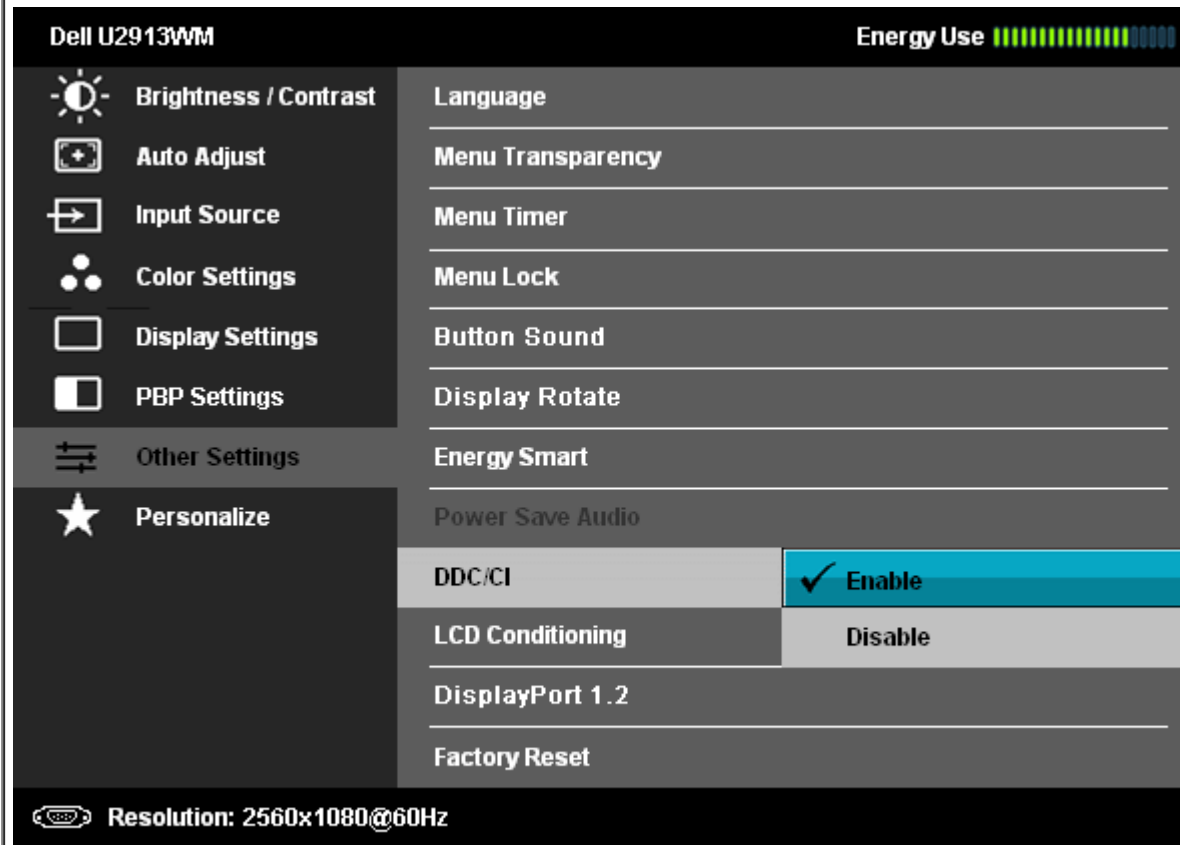 Dell U2913WM
Energy Use
Brightness / Contrast
Auto Adjust
Input Source
Color Settings
Display Settings
PBP Settings
Other Settings
Personalize
Language
Menu Transparency
Menu Timer
Menu Lock
Button Sound
Display Rotate
Energy Smart
Power Save Audio
DDC/CI
Enable
Disable
LCD Conditioning
DisplayPort 1.2
Factory Reset
Resolution: 2560x1080@60Hz